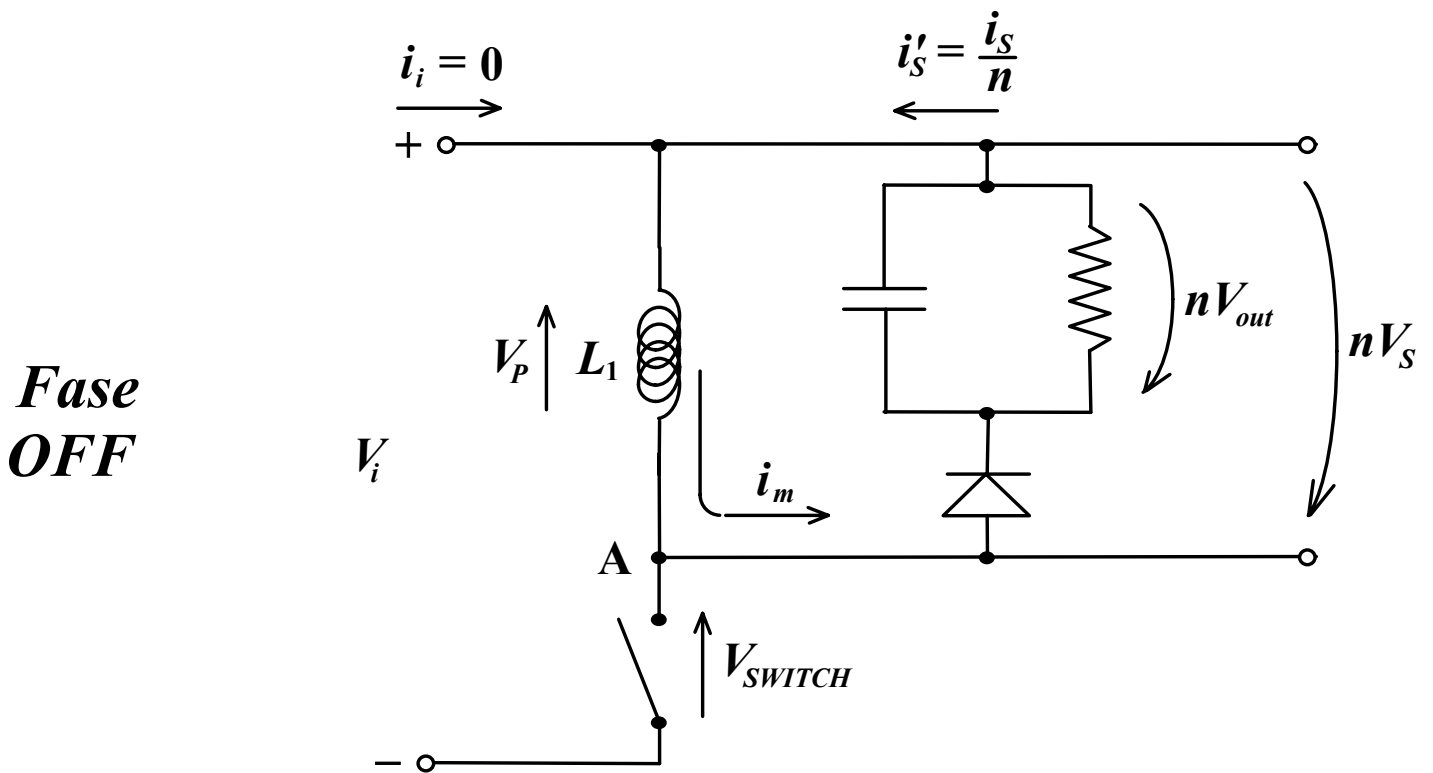 i_i = 0
i'_S = i_S/n
+
V_P
L_1
nV_out
nV_S
Fase
OFF
V_i
i_m
A
V_SWITCH
−